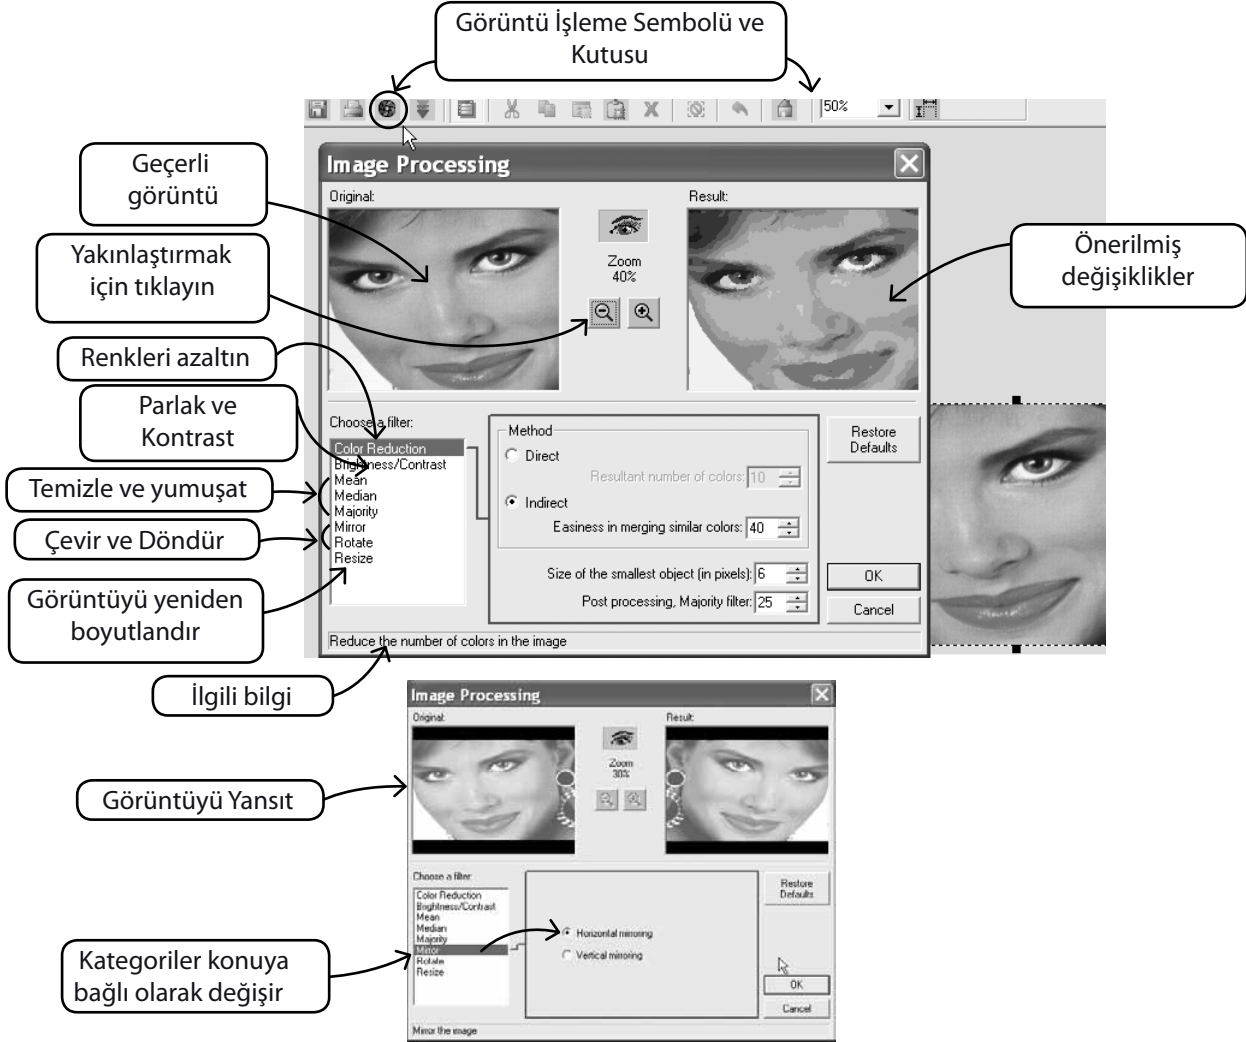 Görüntü İşleme Sembolü ve
Kutusu
50%
Geçerli
görüntü
Yakınlaştırmak
için tıklayın
Renkleri azaltın
Parlak ve
Kontrast
Temizle ve yumuşat
Çevir ve Döndür
Görüntüyü yeniden
boyutlandır
İlgili bilgi
Image Processing
Original:
Result:
Zoom
40%
Önerilmiş
değişiklikler
Choose a filter:
Color Reduction
Brightness/Contrast
Mean
Median
Majority
Mirror
Rotate
Resize
Method
Direct
Resultant number of colors: 10
Indirect
Easiness in merging similar colors: 40
Size of the smallest object (in pixels): 6
Post processing, Majority filter: 25
Restore
Defaults
OK
Cancel
Reduce the number of colors in the image
Image Processing
Original:
Result:
Zoom
30%
Görüntüyü Yansıt
Choose a filter:
Color Reduction
Brightness/Contrast
Mean
Median
Majority
Mirror
Rotate
Resize
Horizontal mirroring
Vertical mirroring
Restore
Defaults
OK
Cancel
Mirror the image
Kategoriler konuya
bağlı olarak değişir